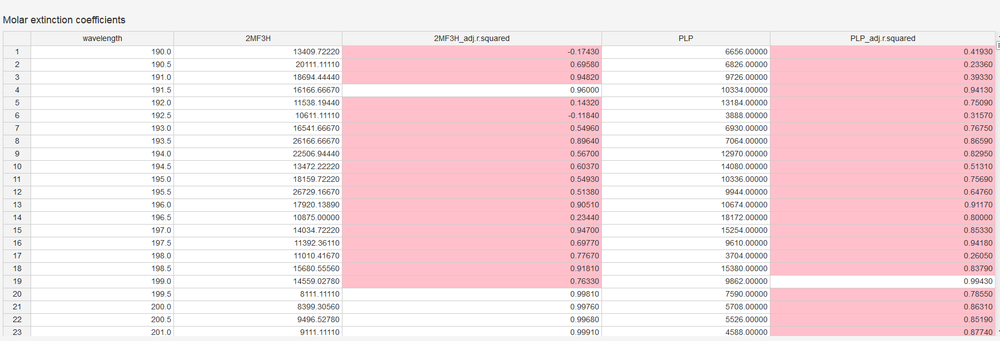 Molar extinction coefficients
wavelength 2MF3H 2MF3H_adj.r.squared PLP PLP_adj.r.squared
1 190.0 13409.72220 -0.17430 6656.00000 0.41930
2 190.5 20111.11110 0.69580 6826.00000 0.23360
3 191.0 18694.44440 0.94820 9726.00000 0.39330
4 191.5 16166.66670 0.96000 10334.00000 0.94130
5 192.0 11538.19440 0.14320 13184.00000 0.75090
6 192.5 10611.11110 -0.11840 3888.00000 0.31570
7 193.0 16541.66670 0.54960 6930.00000 0.76750
8 193.5 26166.66670 0.89640 7064.00000 0.86590
9 194.0 22506.94440 0.56700 12970.00000 0.82950
10 194.5 13472.22220 0.60370 14080.00000 0.51310
11 195.0 18159.72220 0.54930 10336.00000 0.75690
12 195.5 26729.16670 0.51380 9944.00000 0.64760
13 196.0 17920.13890 0.90510 10674.00000 0.91170
14 196.5 10875.00000 0.23440 18172.00000 0.80000
15 197.0 14034.72220 0.94700 15254.00000 0.85330
16 197.5 11392.36110 0.69770 9610.00000 0.94180
17 198.0 11010.41670 0.77670 3704.00000 0.26050
18 198.5 15680.55560 0.91810 15380.00000 0.83790
19 199.0 14559.02780 0.76330 9862.00000 0.99430
20 199.5 8111.11110 0.99810 7590.00000 0.78550
21 200.0 8399.30560 0.99760 5708.00000 0.86310
22 200.5 9496.52780 0.99680 5526.00000 0.85190
23 201.0 9111.11110 0.99910 4588.00000 0.87740